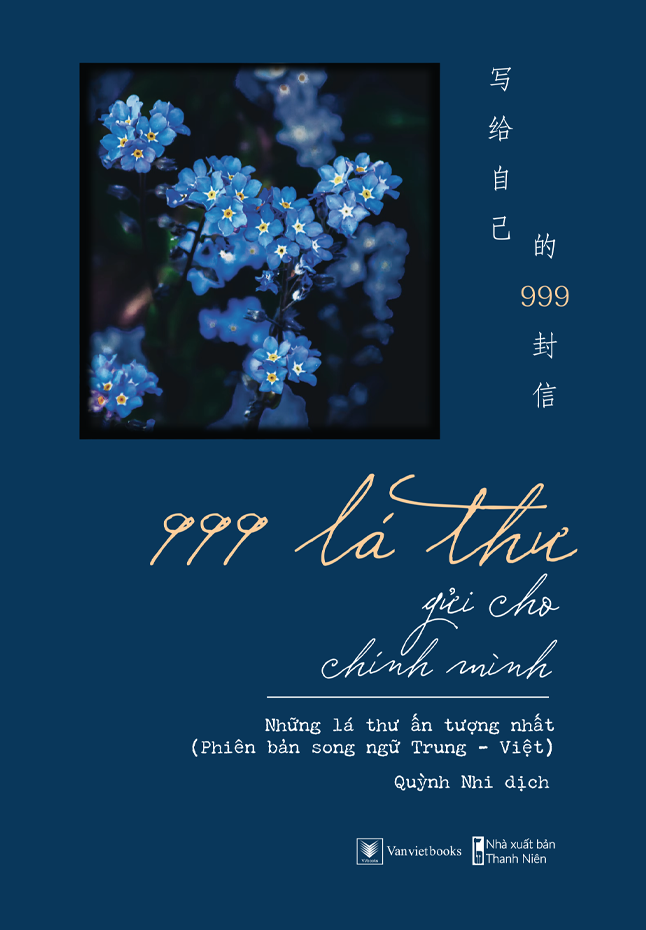 写给自己
的
999
封信
999 lá thư
gửi cho
chính mình
Những lá thư ấn tượng nhất
(Phiên bản song ngữ Trung - Việt)
Quỳnh Nhi dịch
Vanvietbooks
Nhà xuất bản
Thanh Niên